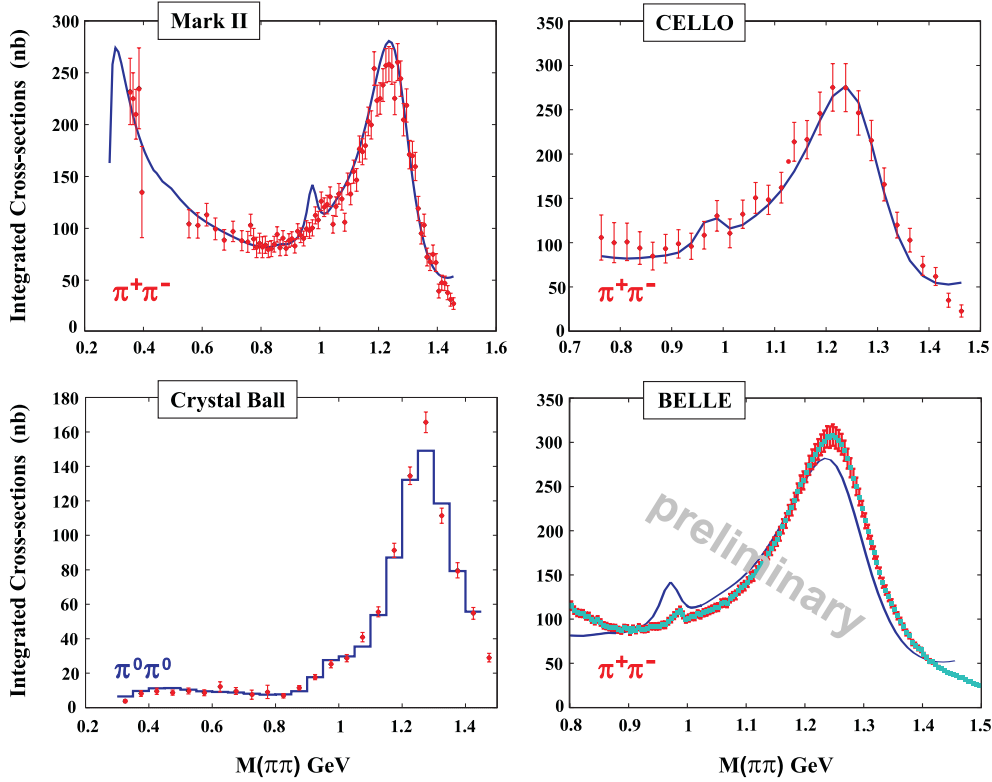 Mark II
CELLO
Integrated Cross-sections (nb)
300
250
200
150
100
50
0
π⁺π⁻
0.2 0.4 0.6 0.8 1 1.2 1.4 1.6
350
300
250
200
150
100
50
0
π⁺π⁻
0.7 0.8 0.9 1 1.1 1.2 1.3 1.4 1.5
Crystal Ball
BELLE
Integrated Cross-sections (nb)
180
160
140
120
100
80
60
40
20
0
π⁰π⁰
0.2 0.4 0.6 0.8 1 1.2 1.4
M(ππ) GeV
350
300
250
200
150
100
50
0
preliminary
π⁺π⁻
0.8 0.9 1 1.1 1.2 1.3 1.4 1.5
M(ππ) GeV